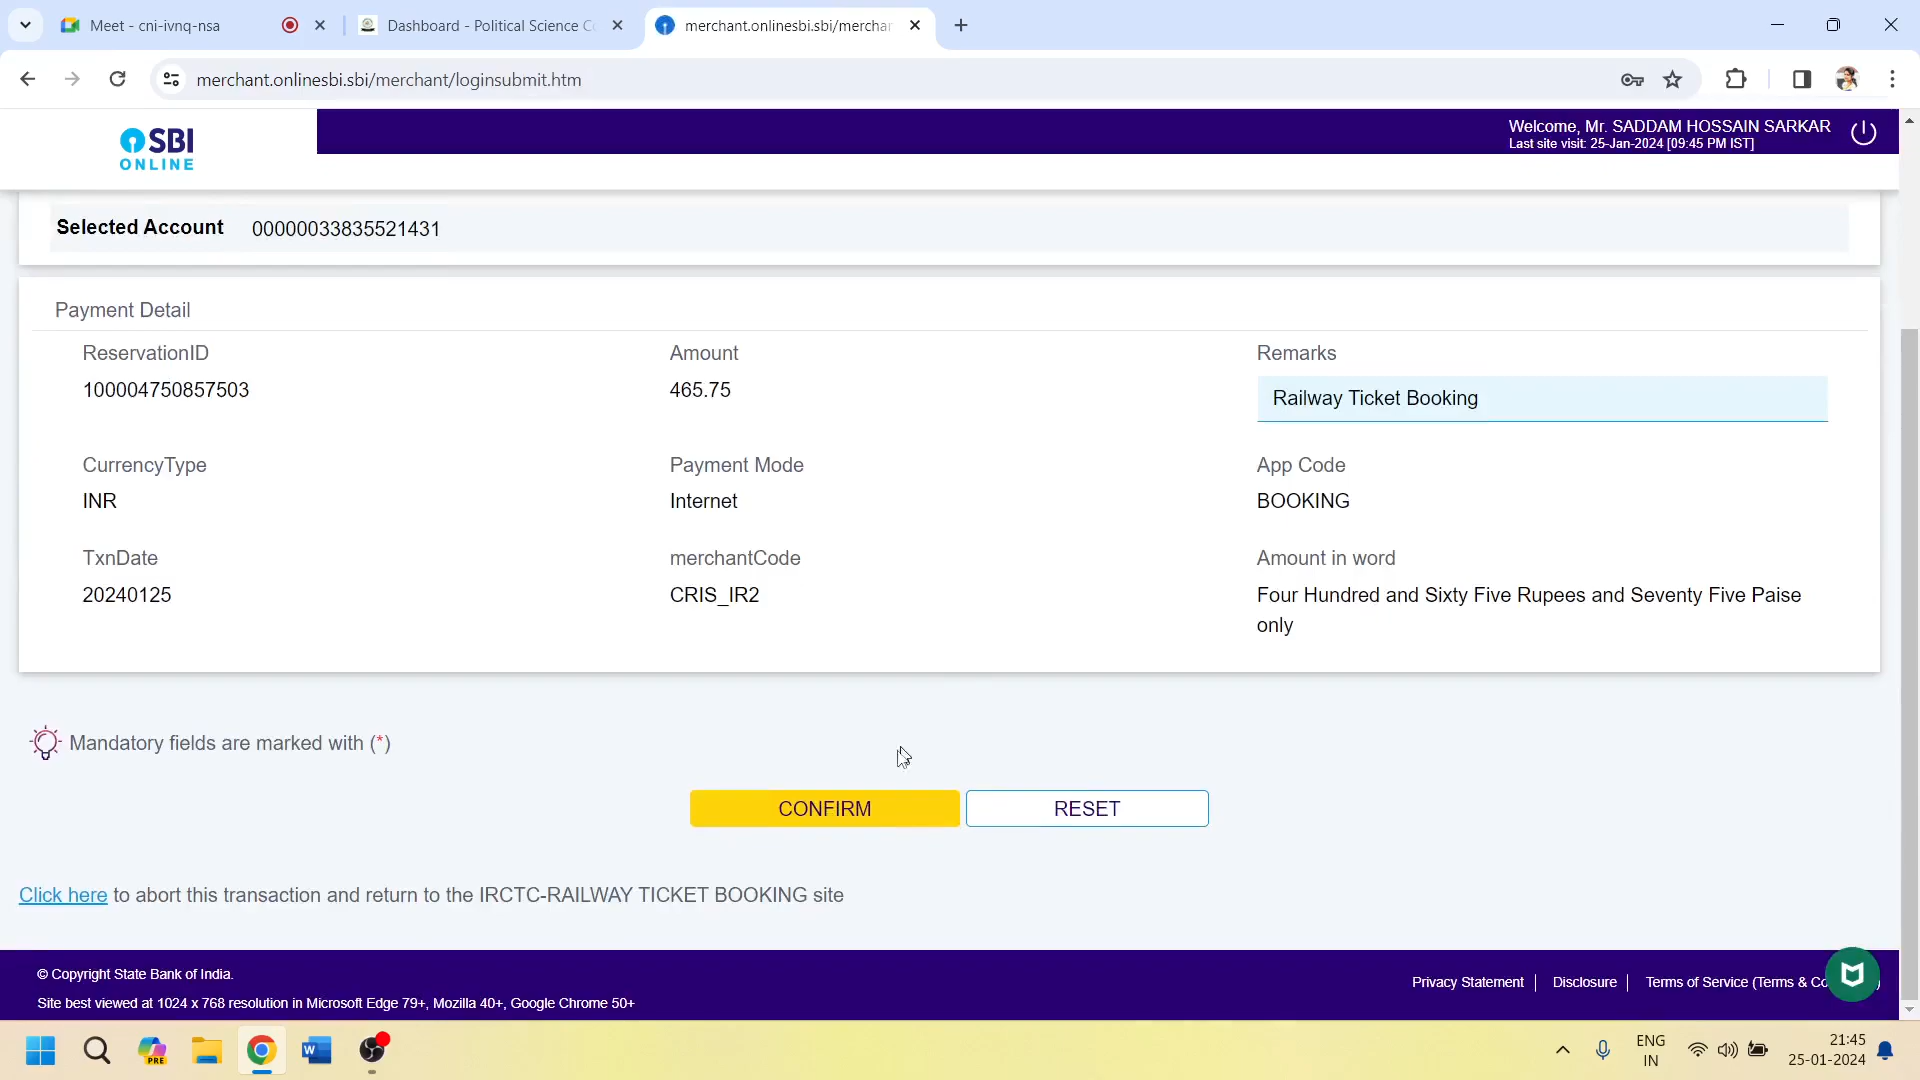 Meet - cni-ivnq-nsa
Dashboard - Political Science Co
merchant.onlinesbi.sbi/merchan
merchant.onlinesbi.sbi/merchant/loginsubmit.htm
SBI
ONLINE
Welcome, Mr. SADDAM HOSSAIN SARKAR
Last site visit: 25-Jan-2024 [09:45 PM IST]
Selected Account 00000033835521431
Payment Detail
ReservationID Amount Remarks
100004750857503 465.75 Railway Ticket Booking
CurrencyType Payment Mode App Code
INR Internet BOOKING
TxnDate merchantCode Amount in word
20240125 CRIS_IR2 Four Hundred and Sixty Five Rupees and Seventy Five Paise
only
Mandatory fields are marked with (*)
CONFIRM RESET
Click here to abort this transaction and return to the IRCTC-RAILWAY TICKET BOOKING site
© Copyright State Bank of India.
Privacy Statement Disclosure Terms of Service (Terms & Co
Site best viewed at 1024 x 768 resolution in Microsoft Edge 79+, Mozilla 40+, Google Chrome 50+
PRE
W
ENG
IN
21:45
25-01-2024